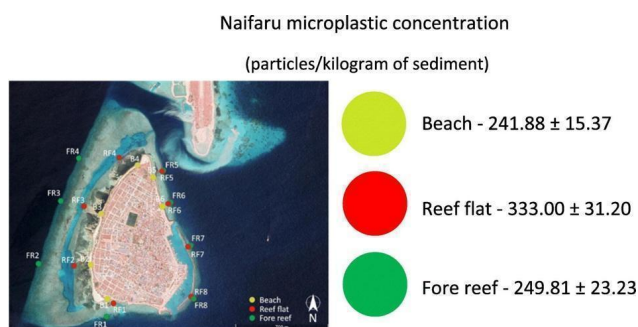 Naifaru microplastic concentration
(particles/kilogram of sediment)
Beach - 241.88 ± 15.37
Reef flat - 333.00 ± 31.20
Fore reef - 249.81 ± 23.23
FR4
RF4
B4
FR5
RF5
FR3
RF3
B3
FR6
RF6
FR7
RF7
FR2
RF2
B2
RF8
FR8
RF1
FR1
Beach
Reef flat
Fore reef
N